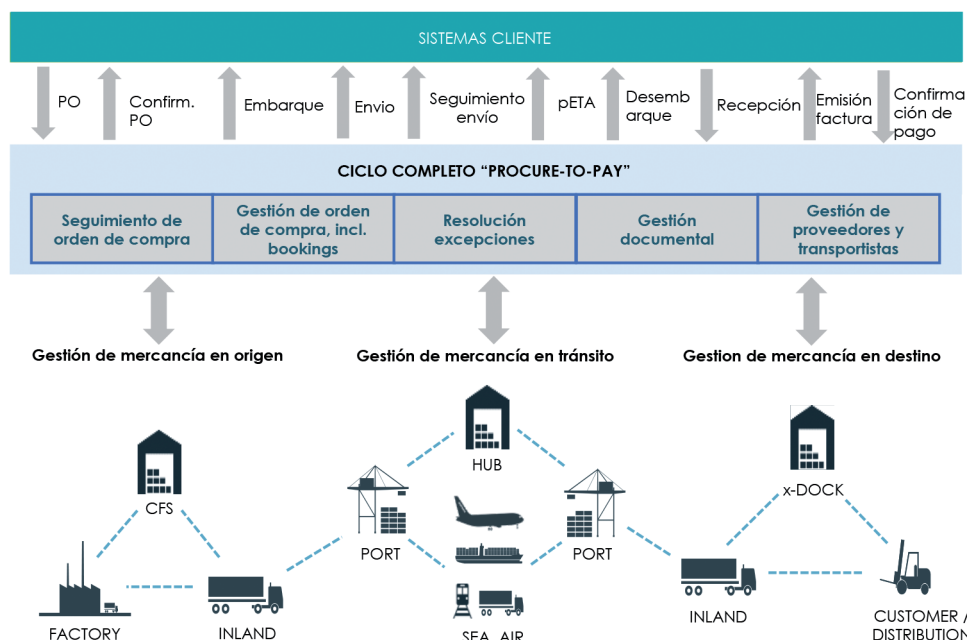 SISTEMAS CLIENTE
PO
Confirm.
PO
Embarque
Envio
Seguimiento
envío
pETA
Desemb
arque
Recepción
Emisión
factura
Confirma
ción de
pago
CICLO COMPLETO “PROCURE-TO-PAY”
Seguimiento de
orden de compra
Gestión de orden
de compra, incl.
bookings
Resolución
excepciones
Gestión
documental
Gestión de
proveedores y
transportistas
Gestión de mercancía en origen
Gestión de mercancía en tránsito
Gestion de mercancía en destino
HUB
CFS
x-DOCK
PORT
PORT
INLAND
FACTORY
INLAND
SEA, AIR
CUSTOMER /
DISTRIBUTION